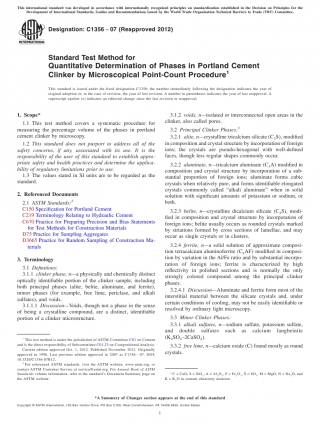 This international standard was developed in accordance with internationally recognized principles on standardization established in the Decision on Principles for the
Development of International Standards, Guides and Recommendations issued by the World Trade Organization Technical Barriers to Trade (TBT) Committee.
Designation: C1356 − 07 (Reapproved 2012)
Standard Test Method for
Quantitative Determination of Phases in Portland Cement
Clinker by Microscopical Point-Count Procedure1
This standard is issued under the fixed designation C1356; the number immediately following the designation indicates the year of
original adoption or, in the case of revision, the year of last revision. A number in parentheses indicates the year of last reapproval. A
superscript epsilon (´) indicates an editorial change since the last revision or reapproval.
1. Scope*
1.1 This test method covers a systematic procedure for
measuring the percentage volume of the phases in portland
cement clinker by microscopy.
1.2 This standard does not purport to address all of the
safety concerns, if any, associated with its use. It is the
responsibility of the user of this standard to establish appro-
priate safety and health practices and determine the applica-
bility of regulatory limitations prior to use.
1.3 The values stated in SI units are to be regarded as the
standard.
2. Referenced Documents
2.1 ASTM Standards:2
C150 Specification for Portland Cement
C219 Terminology Relating to Hydraulic Cement
C670 Practice for Preparing Precision and Bias Statements
for Test Methods for Construction Materials
D75 Practice for Sampling Aggregates
D3665 Practice for Random Sampling of Construction Ma-
terials
3. Terminology
3.1 Definitions:
3.1.1 clinker phase, n—a physically and chemically distinct
optically identifiable portion of the clinker sample, including
both principal phases (alite, belite, aluminate, and ferrite),
minor phases (for example, free lime, periclase, and alkali
sulfates), and voids.
3.1.1.1 Discussion—Voids, though not a phase in the sense
of being a crystalline compound, are a distinct, identifiable
portion of a clinker microstructure.
1 This test method is under the jurisdiction of ASTM Committee C01 on Cement
and is the direct responsibility of Subcommittee C01.23 on Compositional Analysis.
Current edition approved Oct. 1, 2012. Published November 2012. Originally
approved in 1996. Last previous edition approved in 2007 as C1356 – 07. DOI:
10.1520/C1356-07R12.
2 For referenced ASTM standards, visit the ASTM website, www.astm.org, or
contact ASTM Customer Service at service@astm.org. For Annual Book of ASTM
Standards volume information, refer to the standard's Document Summary page on
the ASTM website.
3.1.2 voids, n—isolated or interconnected open areas in the
clinker, also called pores.
3.2 Principal Clinker Phases:3
3.2.1 alite, n—crystalline tricalcium silicate (C3S), modified
in composition and crystal structure by incorporation of foreign
ions; the crystals are pseudo-hexagonal with well-defined
faces, though less regular shapes commonly occur.
3.2.2 aluminate, n—tricalcium aluminate (C3A) modified in
composition and crystal structure by incorporation of a sub-
stantial proportion of foreign ions; aluminate forms cubic
crystals when relatively pure, and forms identifiable elongated
crystals commonly called "alkali aluminate" when in solid
solution with significant amounts of potassium or sodium, or
both.
3.2.3 belite, n—crystalline dicalcium silicate (C2S), modi-
fied in composition and crystal structure by incorporation of
foreign ions; belite usually occurs as rounded crystals marked
by striations formed by cross sections of lamellae, and may
occur as single crystals or in clusters.
3.2.4 ferrite, n—a solid solution of approximate composi-
tion tetracalcium aluminoferrite (C4AF) modified in composi-
tion by variation in the Al/Fe ratio and by substantial incorpo-
ration of foreign ions; ferrite is characterized by high
reflectivity in polished sections and is normally the only
strongly colored compound among the principal clinker
phases.
3.2.4.1 Discussion—Aluminate and ferrite form most of the
interstitial material between the silicate crystals and, under
certain conditions of cooling, may not be easily identifiable or
resolved by ordinary light microscopy.
3.3 Minor Clinker Phases:
3.3.1 alkali sulfates, n—sodium sulfate, potassium sulfate,
and double sulfates such as calcium langbeinite
(K2SO4·2CaSO4).
3.3.2 free lime, n—calcium oxide (C) found mostly as round
crystals.
3 C = CaO, S = SiO2, A = Al2O3, F = Fe2O3, S̄ = SO3, M = MgO, N = Na2O, and
K = K2O in cement chemistry notation.
*A Summary of Changes section appears at the end of this standard
Copyright © ASTM International, 100 Barr Harbor Drive, PO Box C700, West Conshohocken, PA 19428-2959. United States
1